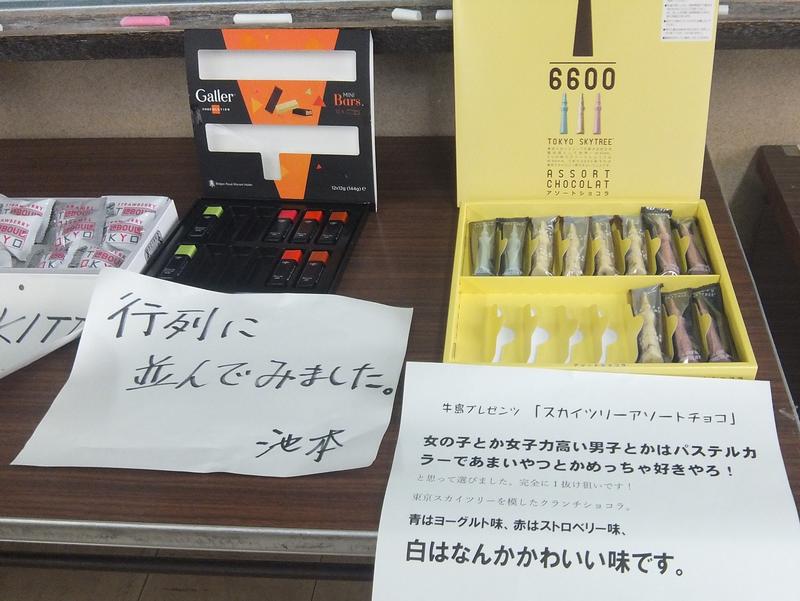 Galler
CHOCOLATIER
MINI
Bars.
12x12g (144g) e
6600
TOKYO SKYTREE
ASSORT
CHOCOLAT
アソートショコラ
STRAWBERRY
CARAMEL
KITT
行列に
並んでみました。
池本
牛島プレゼンツ 「スカイツリーアソートチョコ」
女の子とか女子力高い男子とかはパステルカ
ラーであまいやつとかめっちゃ好きやろ！
と思って選びました。完全に１抜け狙いです！
東京スカイツリーを模したクランチショコラ。
青はヨーグルト味、赤はストロベリー味、
白はなんかかわいい味です。